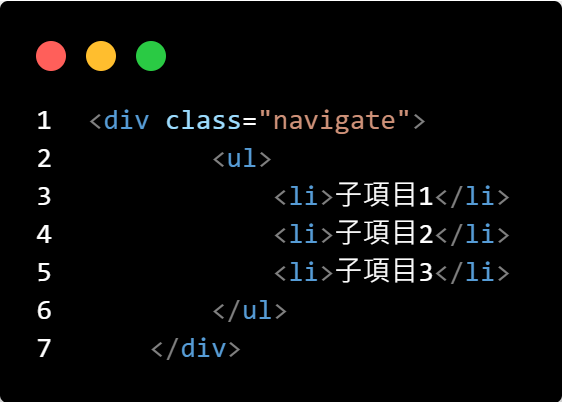 1 <div class="navigate">
2 <ul>
3 <li>子項目1</li>
4 <li>子項目2</li>
5 <li>子項目3</li>
6 </ul>
7 </div>